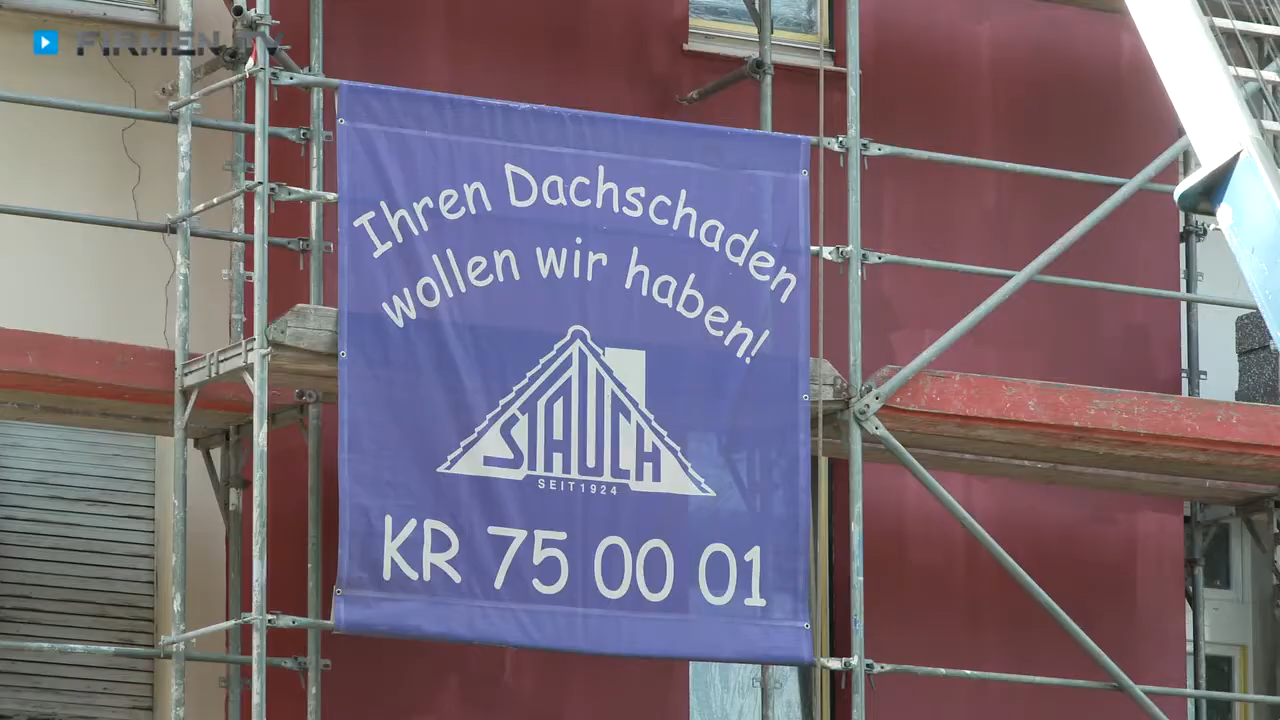 FIRMEN.TV
Ihren Dachschaden
wollen wir haben!
STAUCH
SEIT 1924
KR 75 00 01